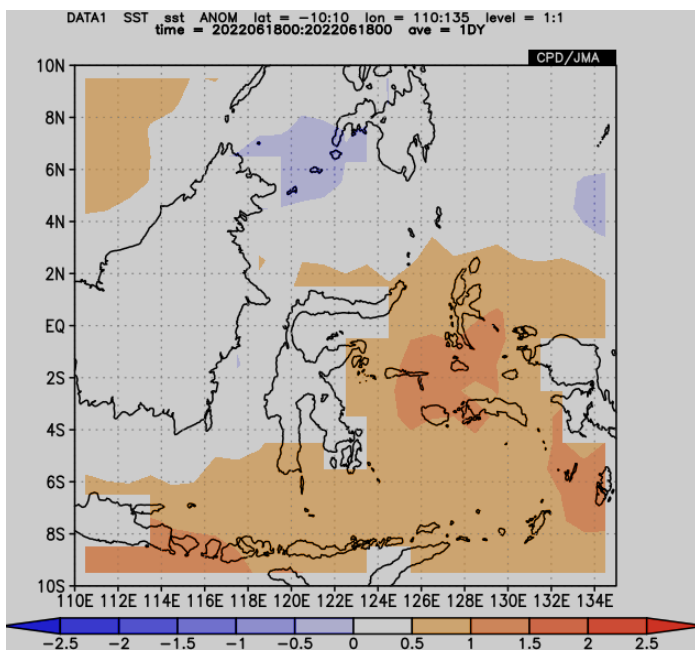 DATA1 SST sst ANOM lat = -10:10 lon = 110:135 level = 1:1
time = 2022061800:2022061800 ave = 1DY
CPD/JMA
10N
8N
6N
4N
2N
EQ
2S
4S
6S
8S
10S
110E 112E 114E 116E 118E 120E 122E 124E 126E 128E 130E 132E 134E
-2.5 -2 -1.5 -1 -0.5 0 0.5 1 1.5 2 2.5